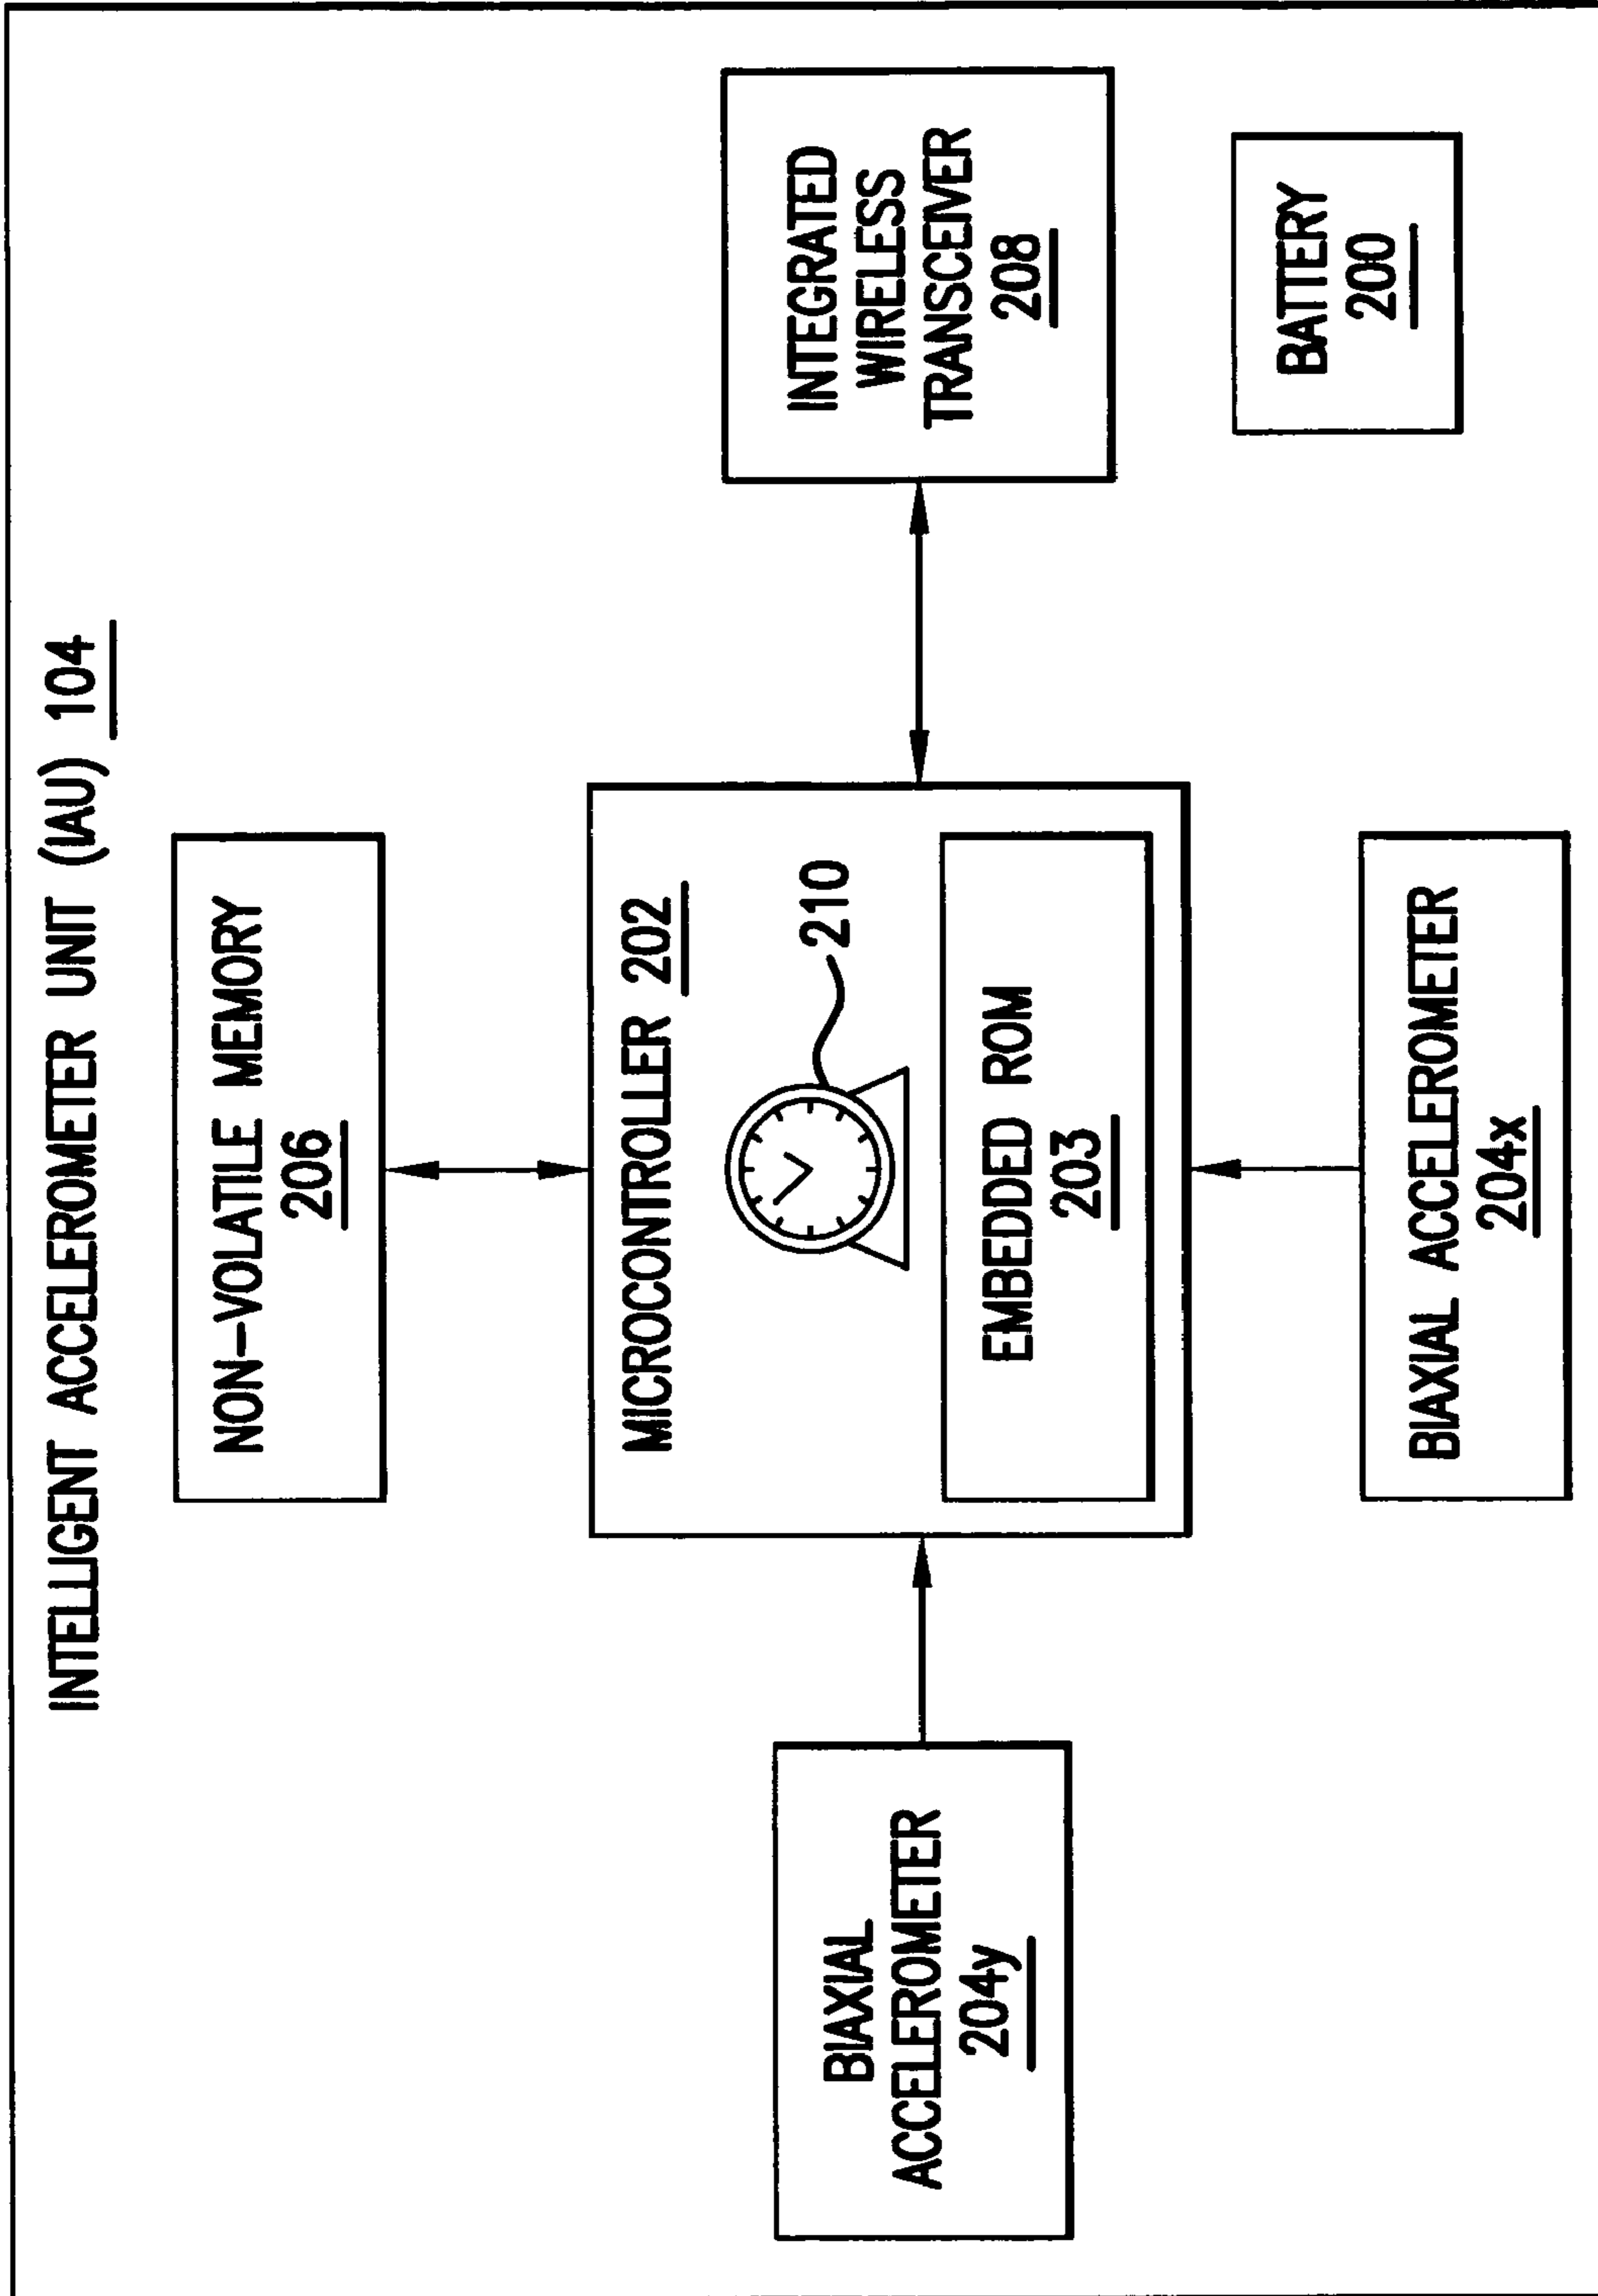 INTELLIGENT ACCELEROMETER UNIT (IAU) 104
NON-VOLATILE MEMORY
206
MICROCONTROLLER 202
210
EMBEDDED ROM
203
BIAXIAL
ACCELEROMETER
204y
INTEGRATED
WIRELESS
TRANSCEIVER
208
BIAXIAL ACCELEROMETER
204x
BATTERY
200